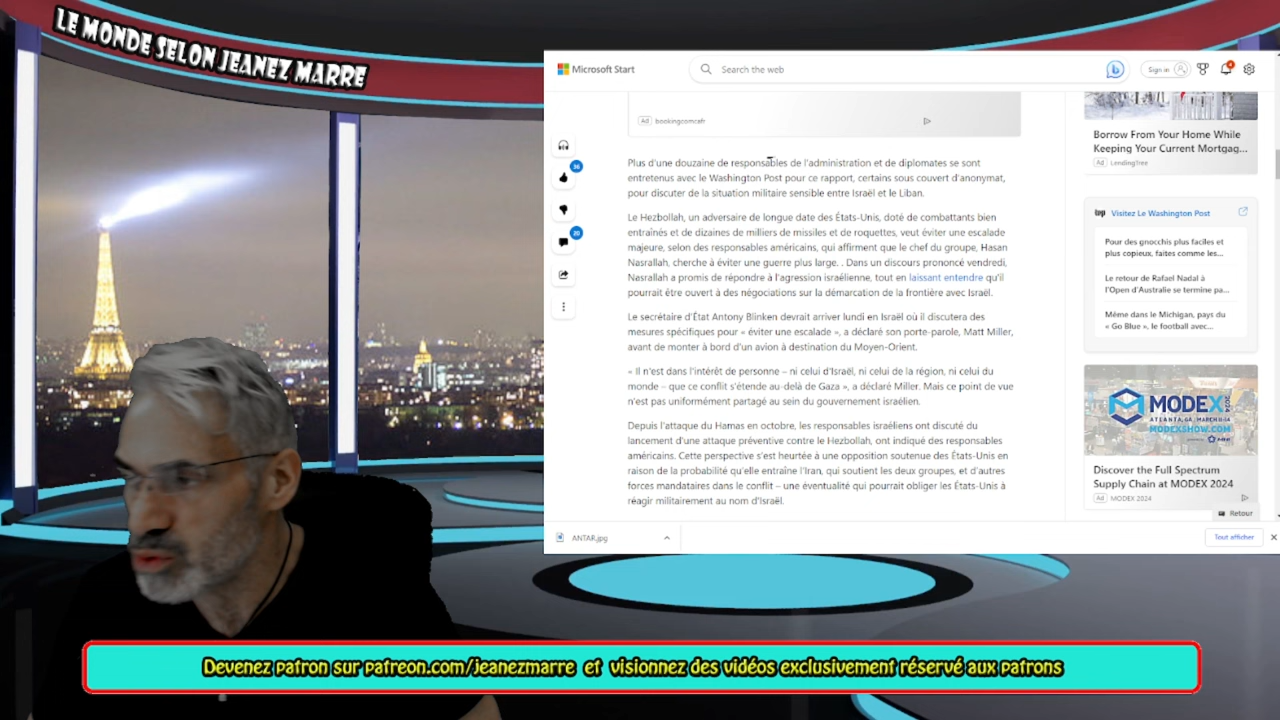 LE MONDE SELON JEANEZ MARRE
Microsoft Start
Search the web
Sign in
4
Ad bookingcomcafr
36
20
Plus d'une douzaine de responsables de l'administration et de diplomates se sont
entretenus avec le Washington Post pour ce rapport, certains sous couvert d'anonymat,
pour discuter de la situation militaire sensible entre Israël et le Liban.
Le Hezbollah, un adversaire de longue date des États-Unis, doté de combattants bien
entraînés et de dizaines de milliers de missiles et de roquettes, veut éviter une escalade
majeure, selon des responsables américains, qui affirment que le chef du groupe, Hasan
Nasrallah, cherche à éviter une guerre plus large. . Dans un discours prononcé vendredi,
Nasrallah a promis de répondre à l'agression israélienne, tout en laissant entendre qu'il
pourrait être ouvert à des négociations sur la démarcation de la frontière avec Israël.
Le secrétaire d'État Antony Blinken devrait arriver lundi en Israël où il discutera des
mesures spécifiques pour « éviter une escalade », a déclaré son porte-parole, Matt Miller,
avant de monter à bord d'un avion à destination du Moyen-Orient.
« Il n'est dans l'intérêt de personne – ni celui d'Israël, ni celui de la région, ni celui du
monde – que ce conflit s'étende au-delà de Gaza », a déclaré Miller. Mais ce point de vue
n'est pas uniformément partagé au sein du gouvernement israélien.
Depuis l'attaque du Hamas en octobre, les responsables israéliens ont discuté du
lancement d'une attaque préventive contre le Hezbollah, ont indiqué des responsables
américains. Cette perspective s'est heurtée à une opposition soutenue des États-Unis en
raison de la probabilité qu'elle entraîne l'Iran, qui soutient les deux groupes, et d'autres
forces mandataires dans le conflit – une éventualité qui pourrait obliger les États-Unis à
réagir militairement au nom d'Israël.
Borrow From Your Home While
Keeping Your Current Mortgag...
Ad LendingTree
wp Visitez Le Washington Post
Pour des gnocchis plus faciles et
plus copieux, faites comme les...
Le retour de Rafael Nadal à
l'Open d'Australie se termine pa...
Même dans le Michigan, pays du
« Go Blue », le football avec...
MODEX 2024
MODEXSHOW.COM
Discover the Full Spectrum
Supply Chain at MODEX 2024
Ad MODEX 2024
Retour
ANTAR.jpg
Tout afficher
Devenez patron sur patreon.com/jeanezmarre et visionnez des vidéos exclusivement réservé aux patrons